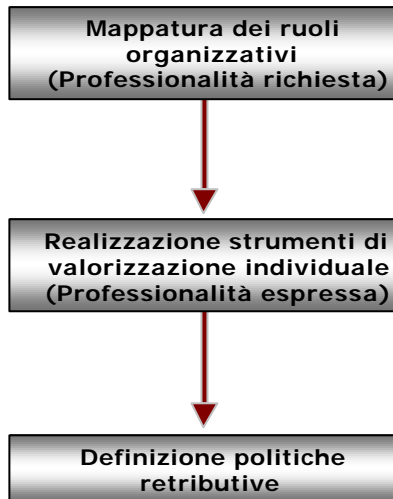 Mappatura dei ruoli
organizzativi
(Professionalità richiesta)
Realizzazione strumenti di
valorizzazione individuale
(Professionalità espressa)
Definizione politiche
retributive